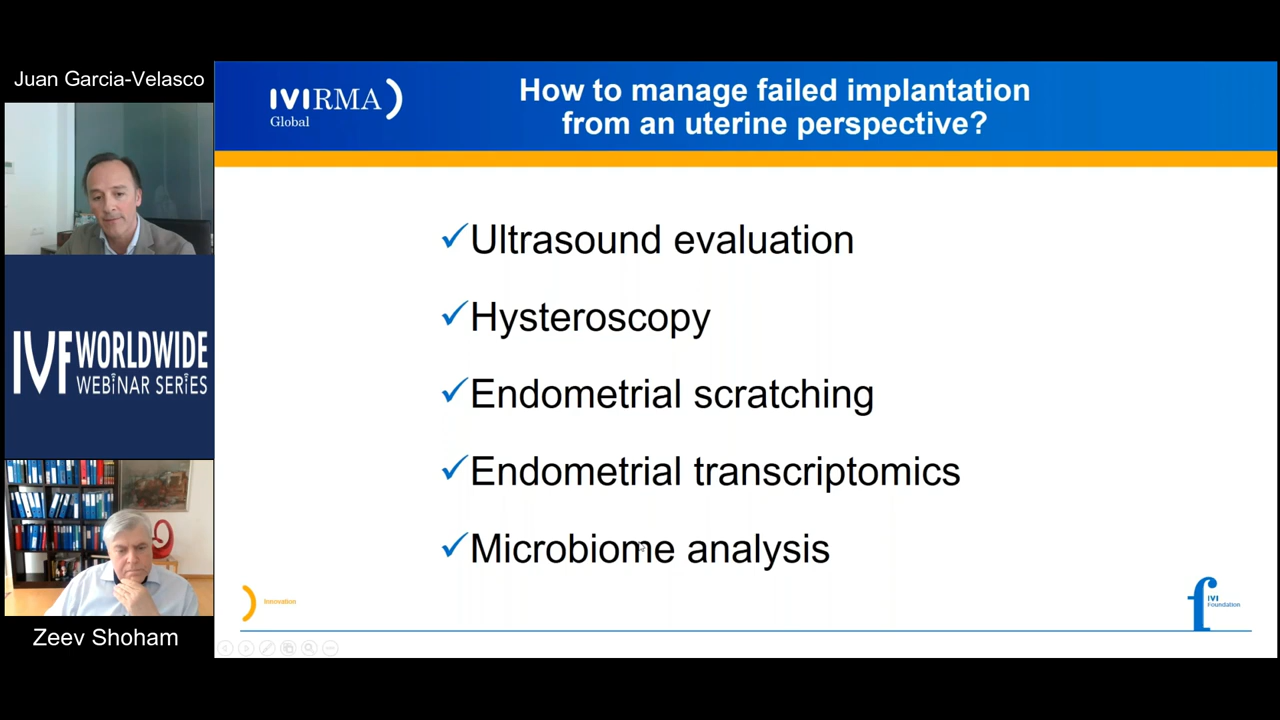 Juan Garcia-Velasco
IVIRMA
Global
How to manage failed implantation
from an uterine perspective?
Ultrasound evaluation
Hysteroscopy
Endometrial scratching
Endometrial transcriptomics
Microbiome analysis
IVF WORLDWIDE
WEBINAR SERIES
Zeev Shoham
Innovation
f IVI
Foundation